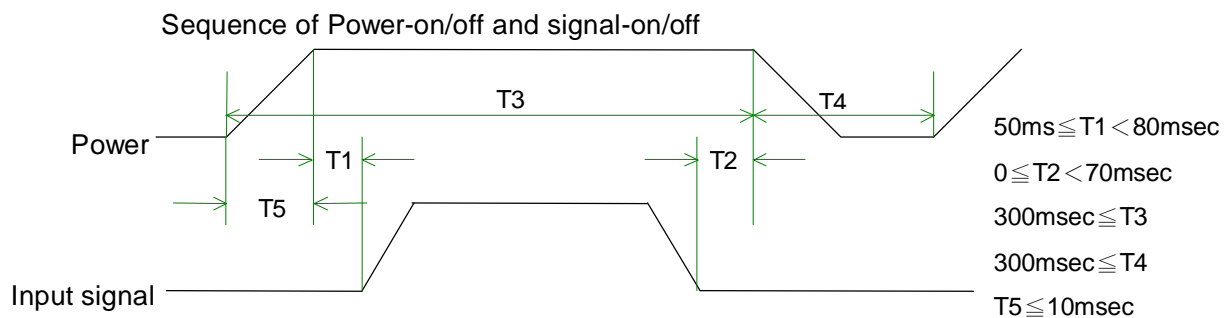 Sequence of Power-on/off and signal-on/off
T3
T4
Power
T1
T2
T5
Input signal
50ms≦T1＜80msec
0≦T2＜70msec
300msec≦T3
300msec≦T4
T5≦10msec